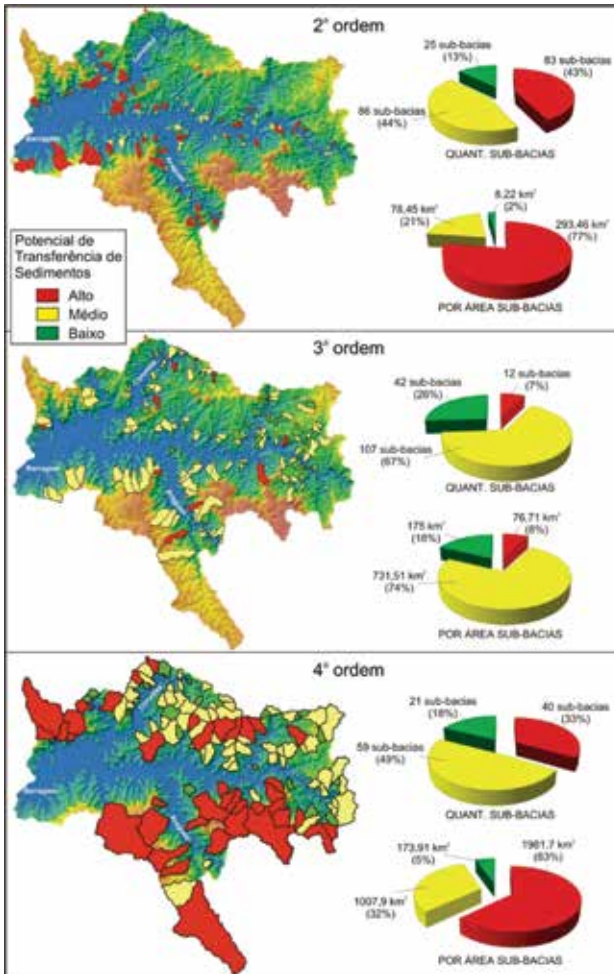 2ª ordem
25 sub-bacias
(13%)
83 sub-bacias
(43%)
86 sub-bacias
(44%)
QUANT. SUB-BACIAS
8,22 km²
(2%)
78,45 km²
(21%)
293,46 km²
(77%)
POR ÁREA SUB-BACIAS
Barragem
Potencial de
Transferência de
Sedimentos
Alto
Médio
Baixo
3ª ordem
42 sub-bacias
(26%)
12 sub-bacias
(7%)
107 sub-bacias
(67%)
QUANT. SUB-BACIAS
175 km²
(18%)
76,71 km²
(8%)
731,51 km²
(74%)
POR ÁREA SUB-BACIAS
Barragem
4ª ordem
21 sub-bacias
(18%)
40 sub-bacias
(33%)
59 sub-bacias
(49%)
QUANT. SUB-BACIAS
173,91 km²
(5%)
1981,7 km²
(63%)
1007,9 km²
(32%)
POR ÁREA SUB-BACIAS
Barragem